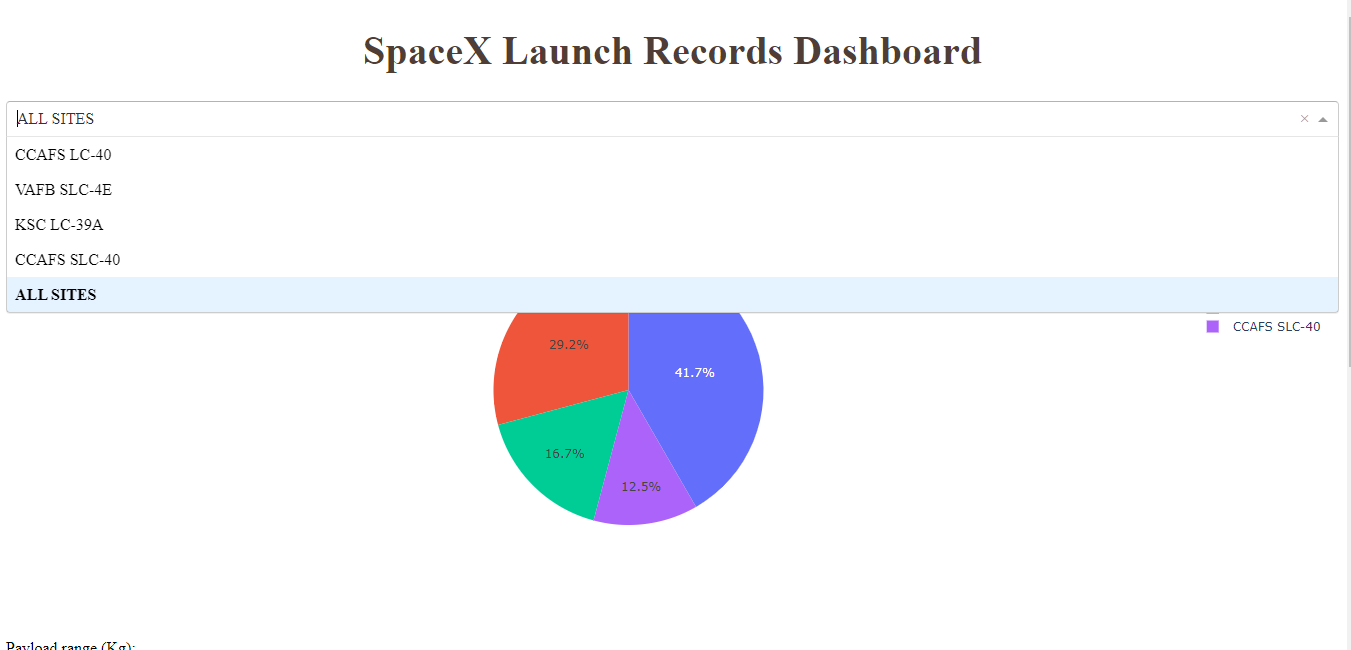 SpaceX Launch Records Dashboard
ALL SITES
CCAFS LC-40
VAFB SLC-4E
KSC LC-39A
CCAFS SLC-40
ALL SITES
CCAFS SLC-40
29.2%
41.7%
16.7%
12.5%
Payload range (Kg):